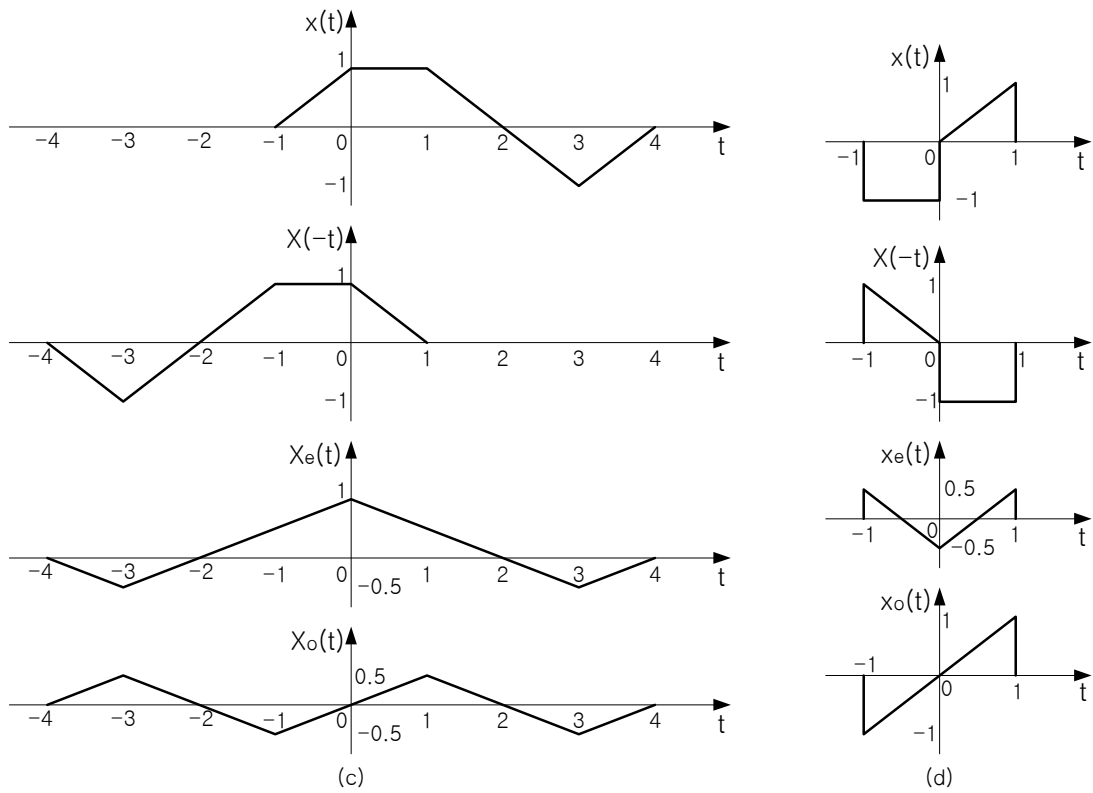 x(t)
1
-4 -3 -2 -1 0 1 2 3 4 t
-1
X(-t)
1
-4 -3 -2 -1 0 1 2 3 4 t
-1
Xe(t)
1
-4 -3 -2 -1 0 1 2 3 4 t
-0.5
Xo(t)
0.5
-4 -3 -2 -1 0 1 2 3 4 t
-0.5
(c)
x(t)
1
-1 0 1 t
-1
X(-t)
1
-1 0 1 t
-1
xe(t)
0.5
-1 0 1 t
-0.5
xo(t)
1
-1
0 1 t
-1
(d)